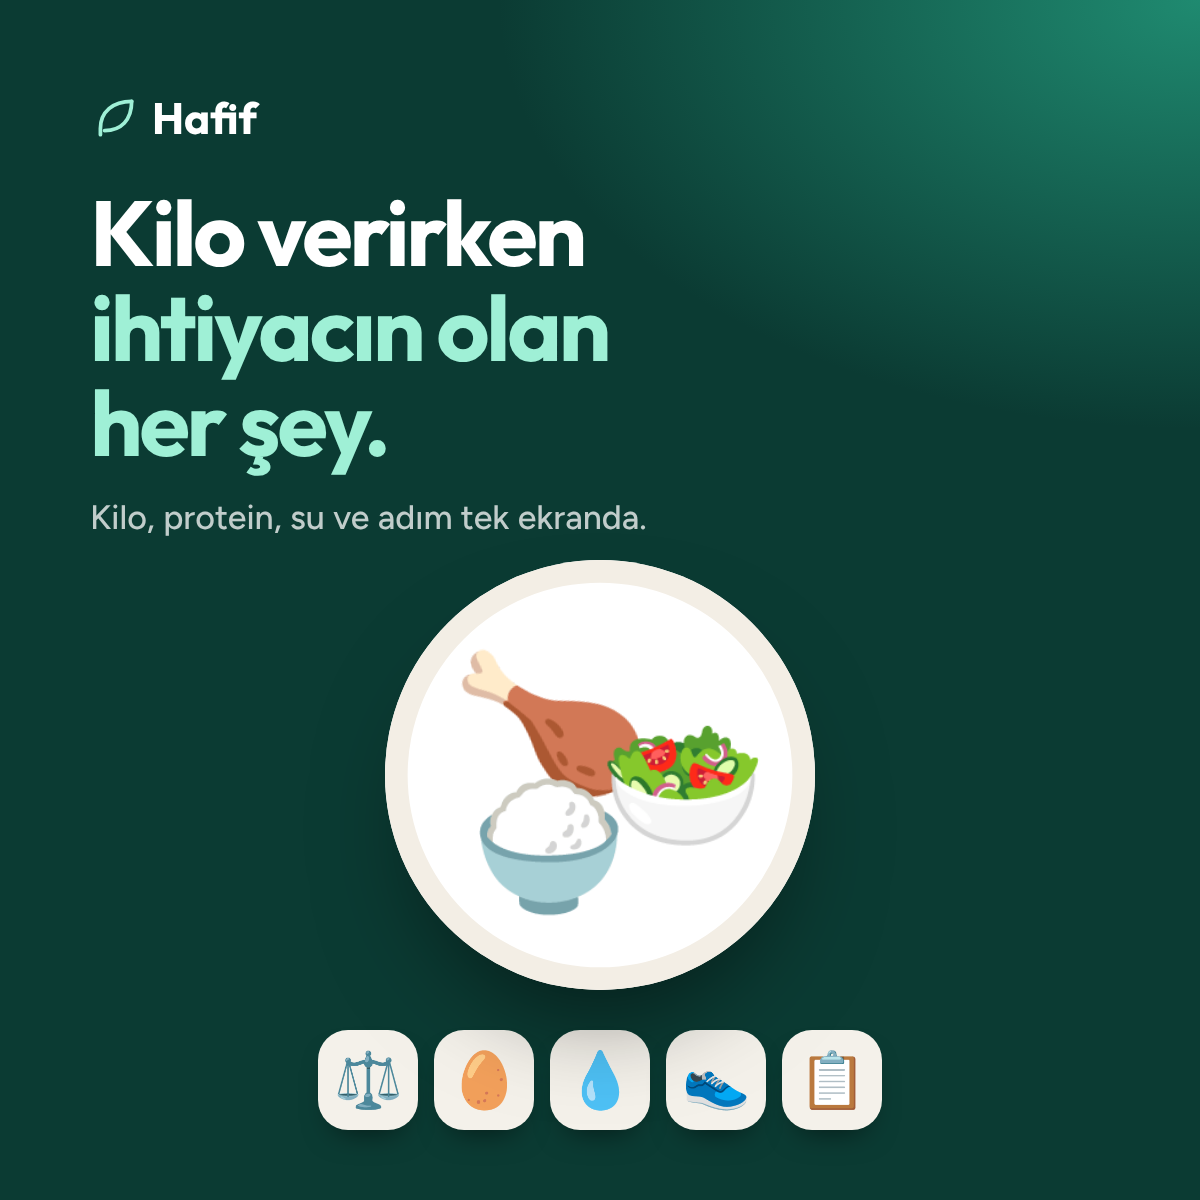 Hafif
Kilo verirken
ihtiyacın olan
her şey.
Kilo, protein, su ve adım tek ekranda.